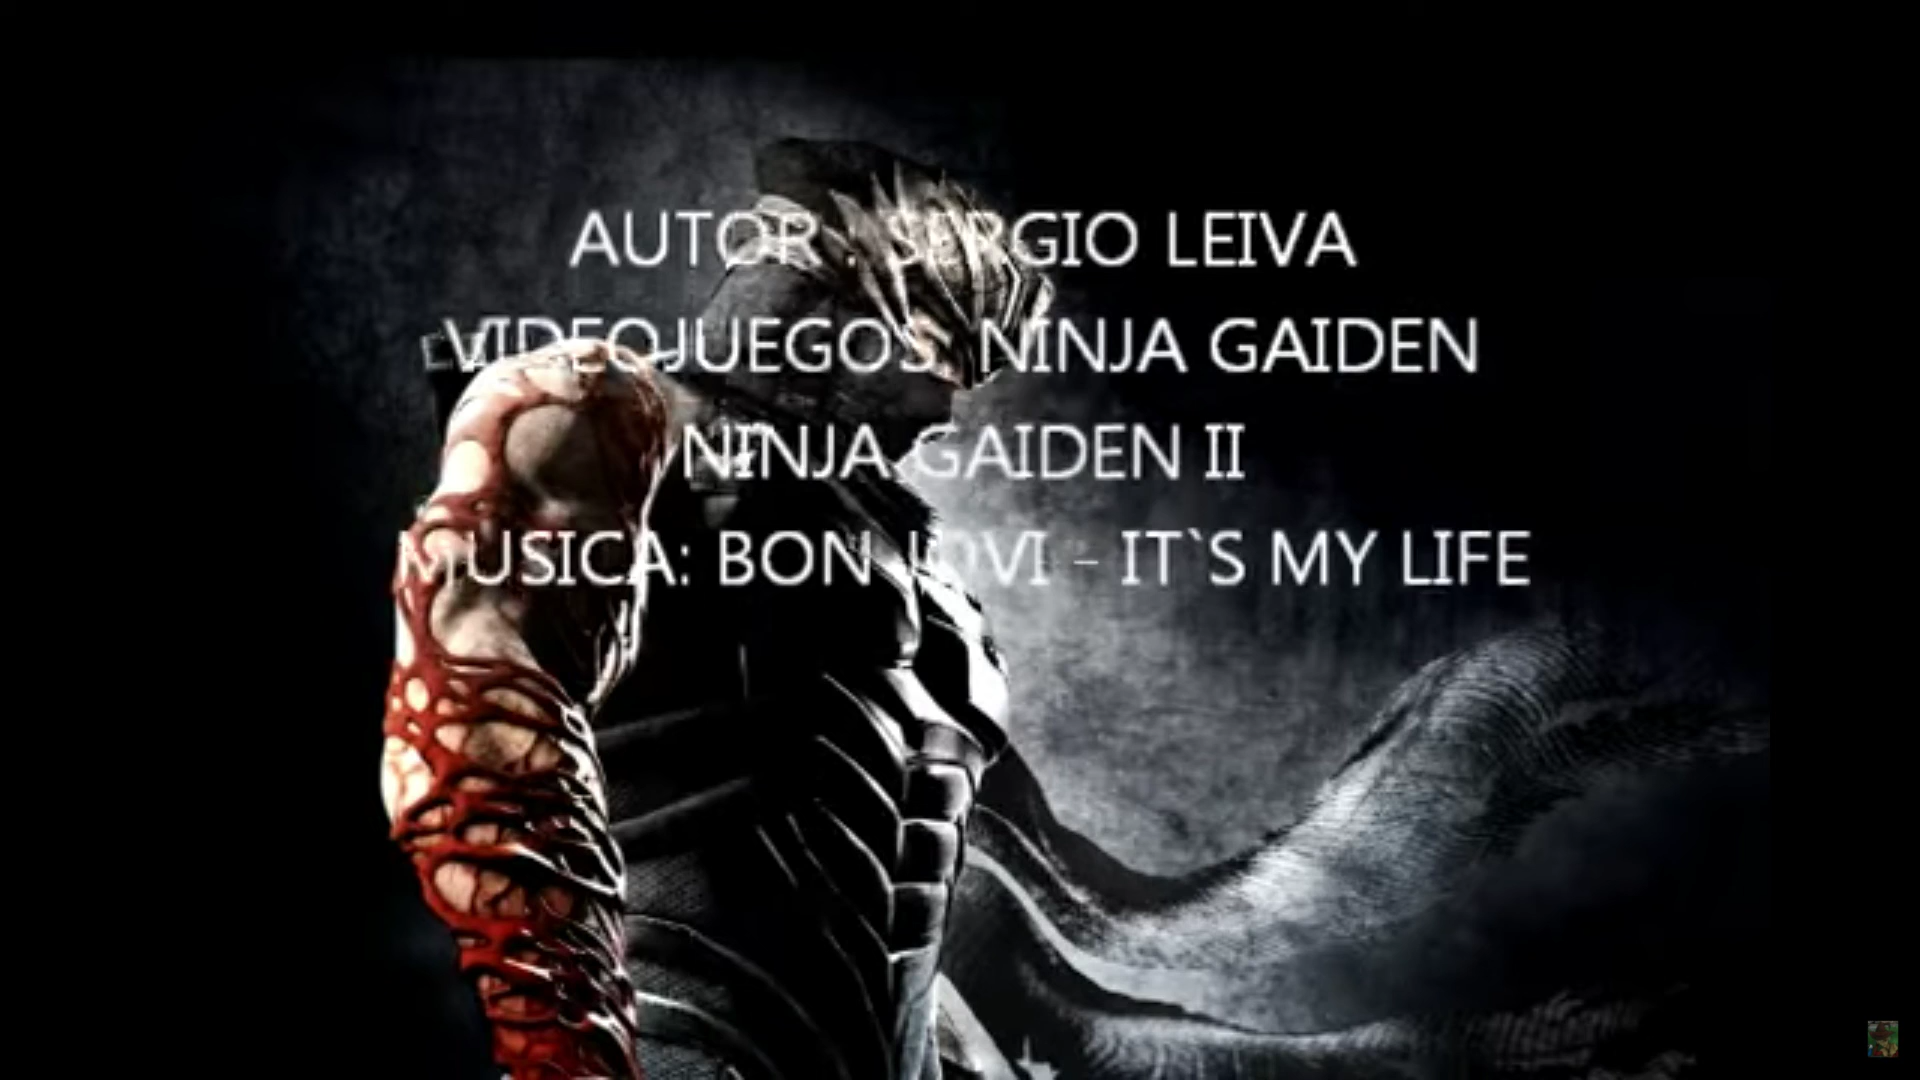 AUTOR : SERGIO LEIVA
VIDEOJUEGOS: NINJA GAIDEN
NINJA GAIDEN II
MUSICA: BON JOVI - IT`S MY LIFE